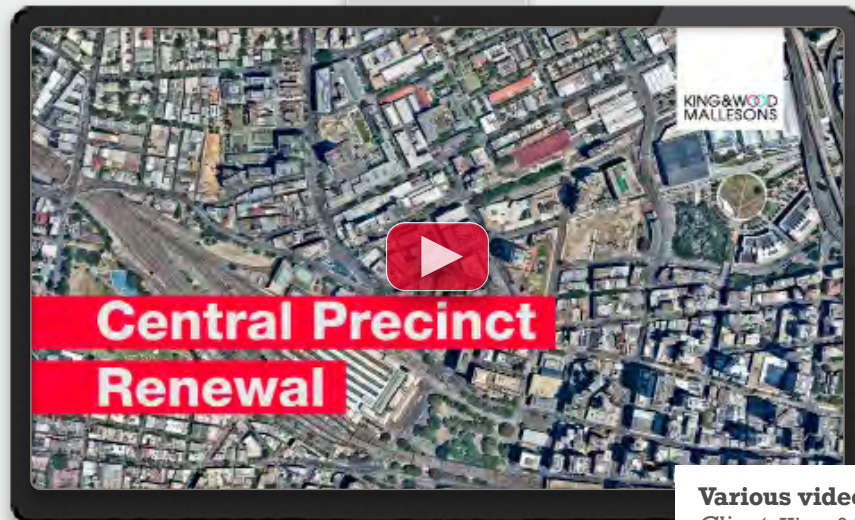 KING&WOOD
MALLESONS
Central Precinct
Renewal
Various video